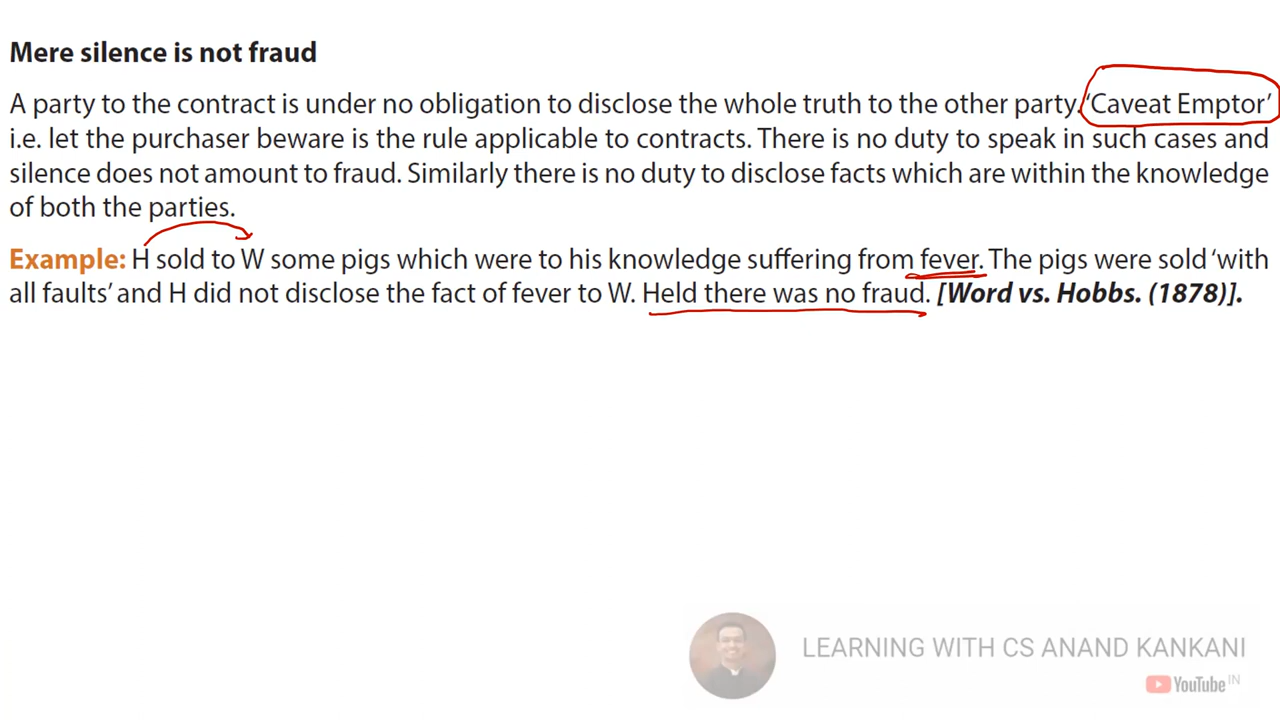 Mere silence is not fraud
A party to the contract is under no obligation to disclose the whole truth to the other party. ‘Caveat Emptor’
i.e. let the purchaser beware is the rule applicable to contracts. There is no duty to speak in such cases and
silence does not amount to fraud. Similarly there is no duty to disclose facts which are within the knowledge
of both the parties.
Example: H sold to W some pigs which were to his knowledge suffering from fever. The pigs were sold ‘with
all faults’ and H did not disclose the fact of fever to W. Held there was no fraud. [Word vs. Hobbs. (1878)].
LEARNING WITH CS ANAND KANKANI
YouTube IN